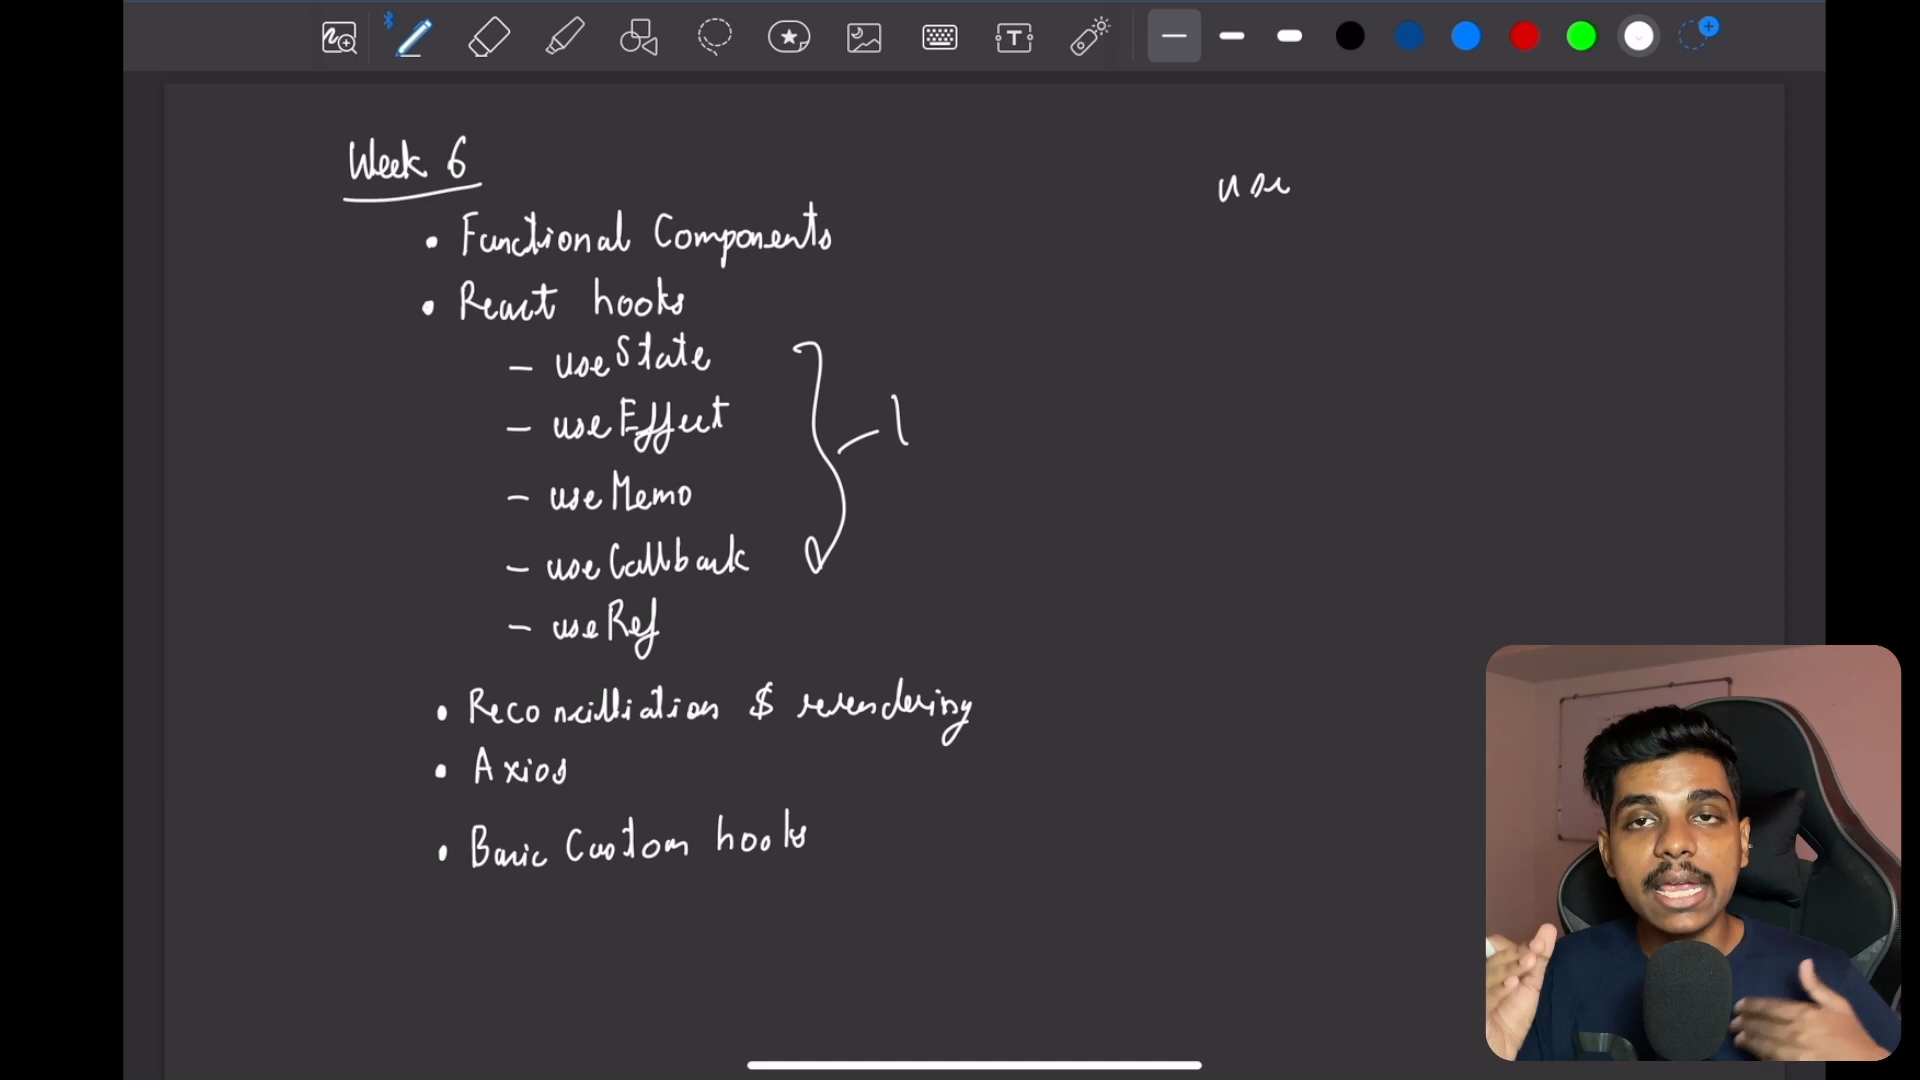 Week 6
use
• Functional Components
• React hooks
– useState
– useEffect
– useMemo
– useCallback
– useRef
1
• Reconcilliation & rerendering
• Axios
• Basic Custom hooks